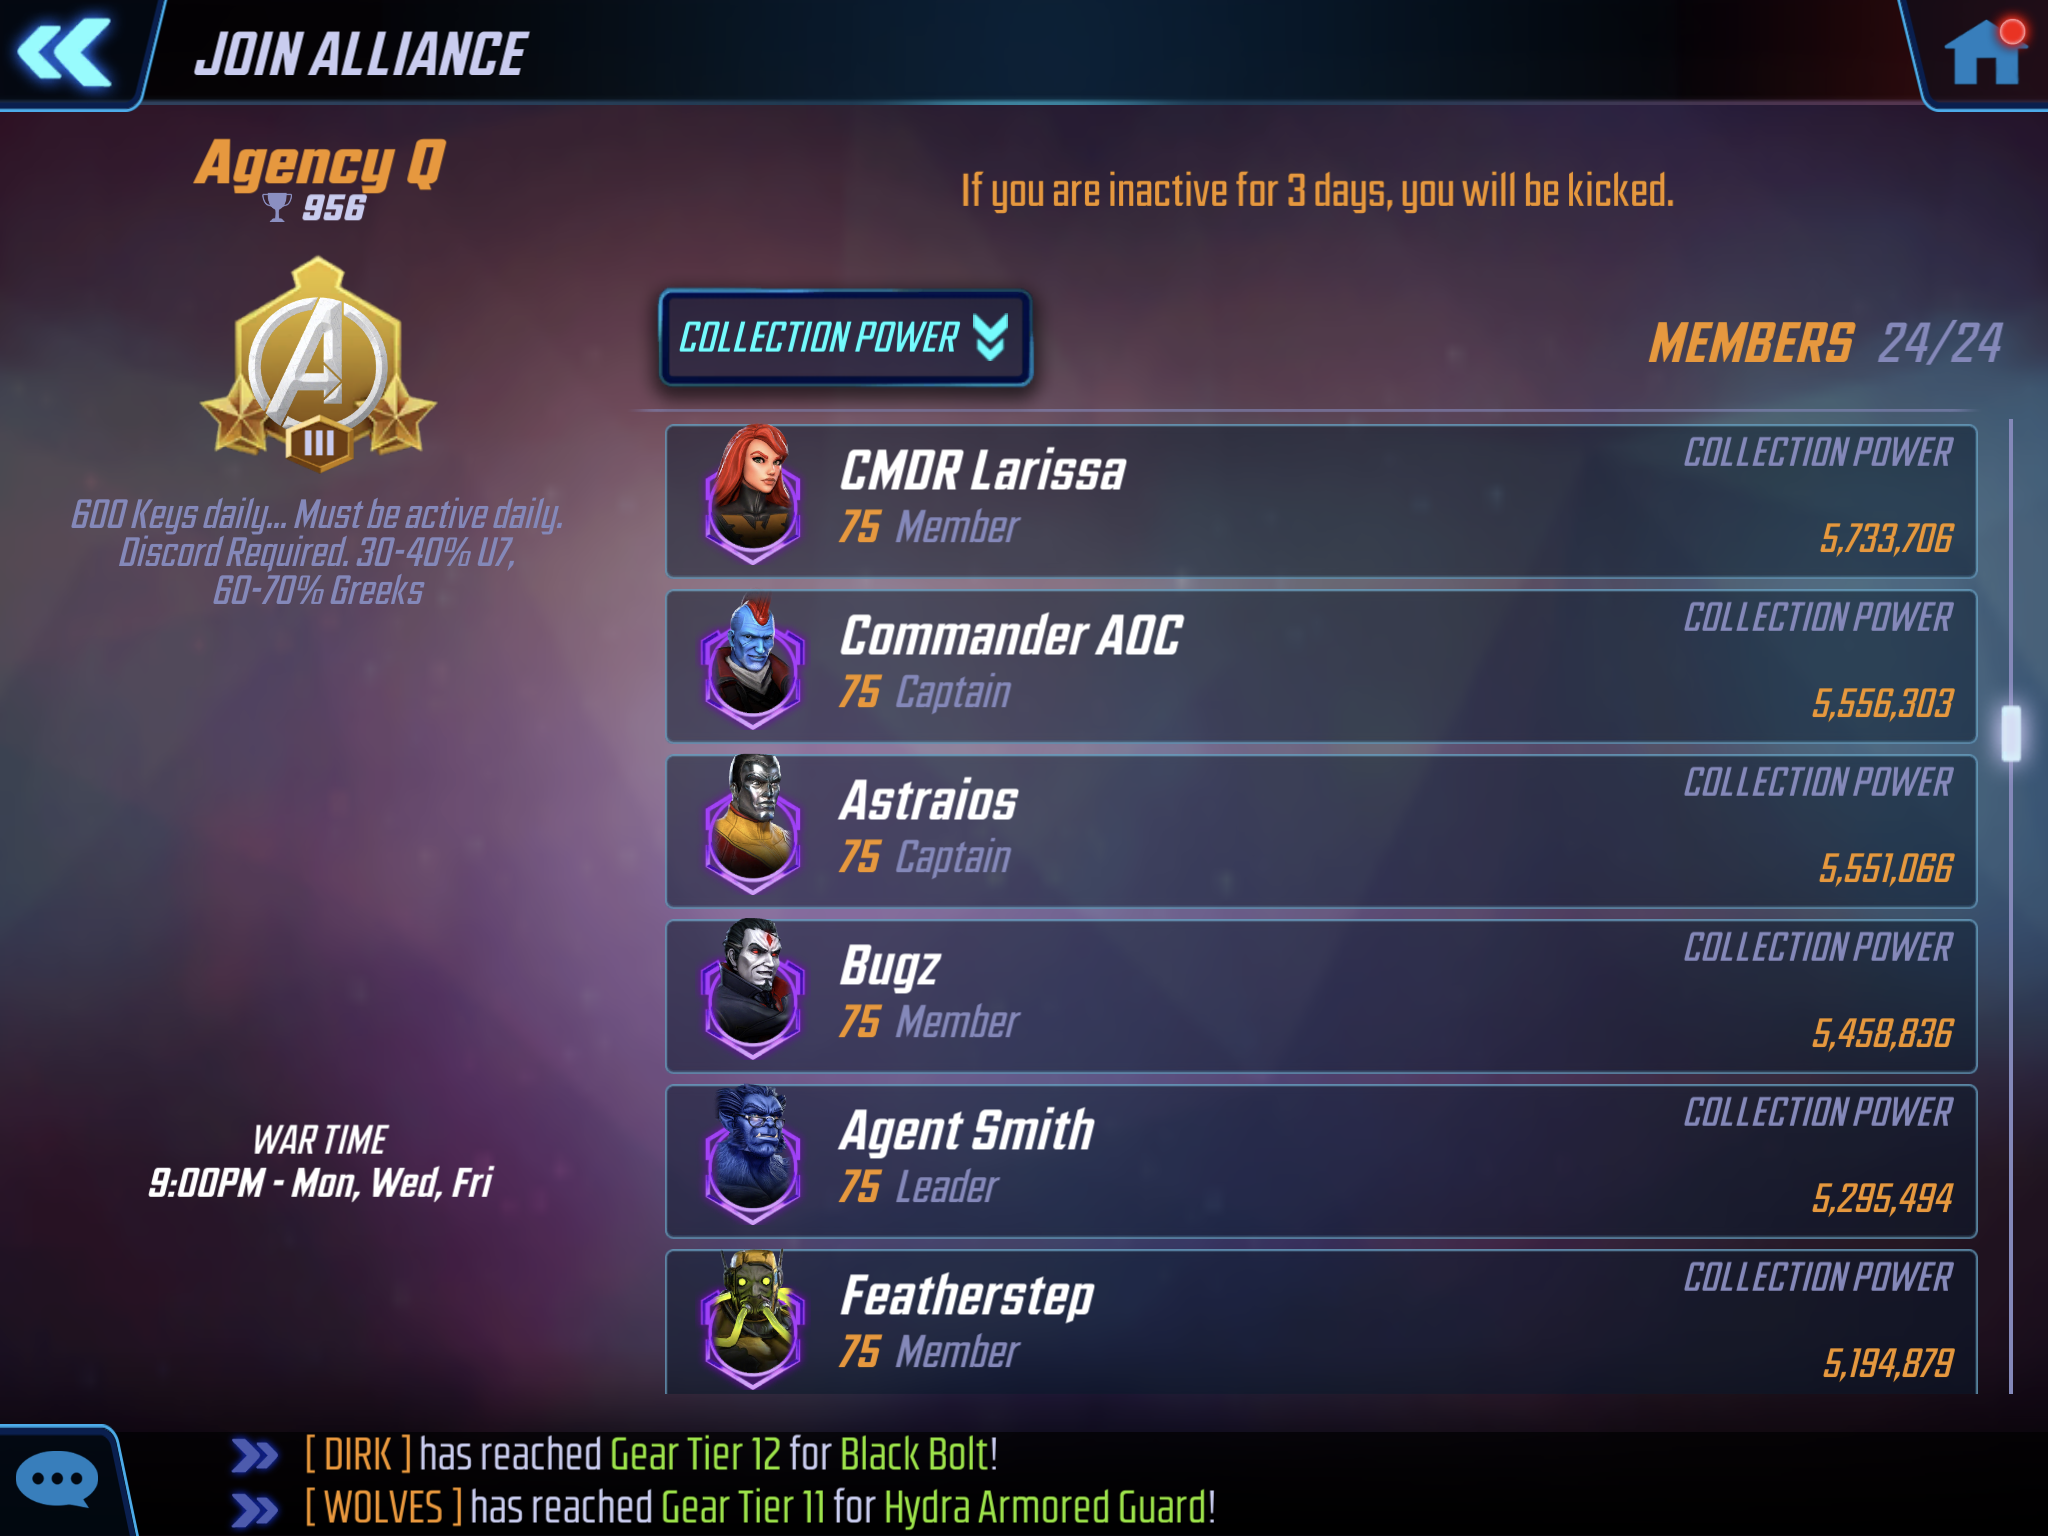 JOIN ALLIANCE
Agency Q
956
III
600 Keys daily... Must be active daily.
Discord Required. 30-40% U7,
60-70% Greeks
WAR TIME
9:00PM - Mon, Wed, Fri
If you are inactive for 3 days, you will be kicked.
COLLECTION POWER
MEMBERS 24/24
CMDR Larissa
75 Member
COLLECTION POWER
5,733,706
Commander AOC
75 Captain
COLLECTION POWER
5,556,303
Astraios
75 Captain
COLLECTION POWER
5,551,066
Bugz
75 Member
COLLECTION POWER
5,458,836
Agent Smith
75 Leader
COLLECTION POWER
5,295,494
Featherstep
75 Member
COLLECTION POWER
5,194,879
[ DIRK ] has reached Gear Tier 12 for Black Bolt!
[ WOLVES ] has reached Gear Tier 11 for Hydra Armored Guard!